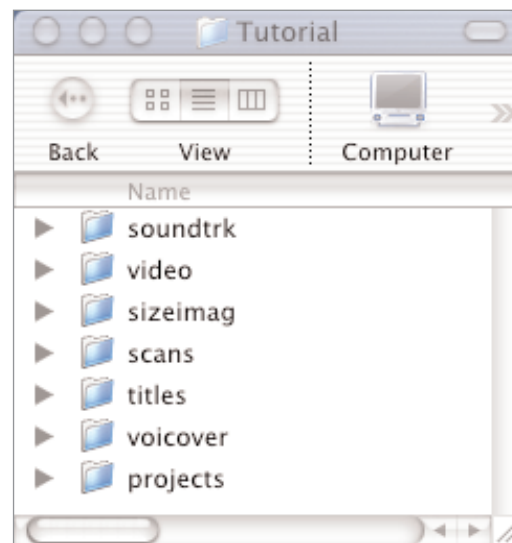 Tutorial
Back View Computer
Name
soundtrk
video
sizeimag
scans
titles
voicover
projects